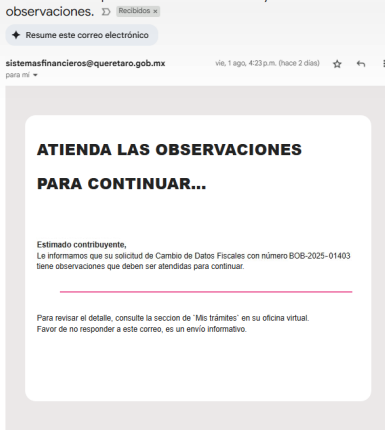 observaciones. Recibidos x
Resume este correo electrónico
sistemasfinancieros@queretaro.gob.mx vie, 1 ago, 4:23 p.m. (hace 2 días)
para mí
ATIENDA LAS OBSERVACIONES
PARA CONTINUAR...
Estimado contribuyente,
Le informamos que su solicitud de Cambio de Datos Fiscales con número BOB-2025-01403
tiene observaciones que deben ser atendidas para continuar.
Para revisar el detalle, consulte la seccion de `Mis trámites´ en su oficina virtual.
Favor de no responder a este correo, es un envío informativo.